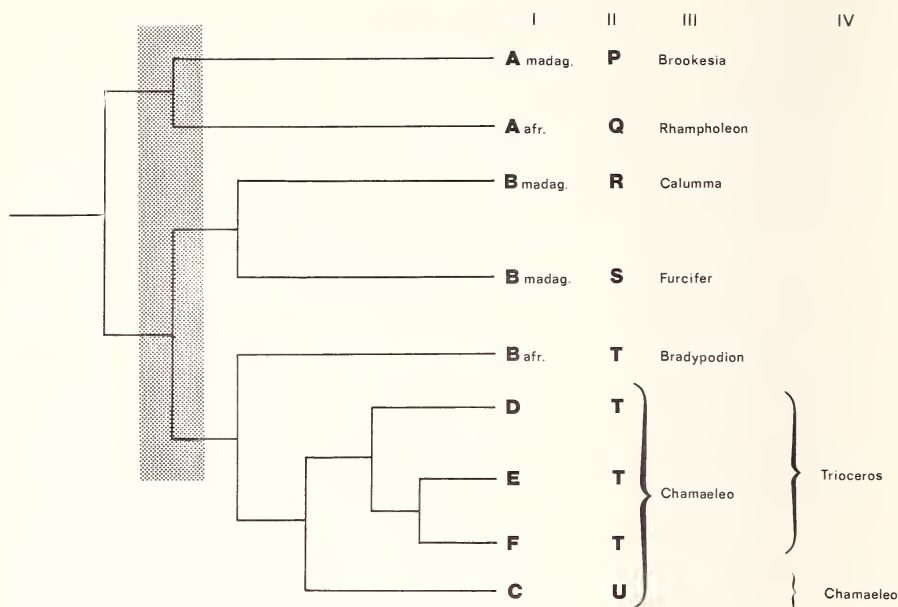 I II III IV
A madag. P Brookesia
A afr. Q Rhampholeon
B madag. R Calumma
B madag. S Furcifer
B afr. T Bradypodion
D T
E T
F T
C U
Chamaeleo
Trioceros
Chamaeleo